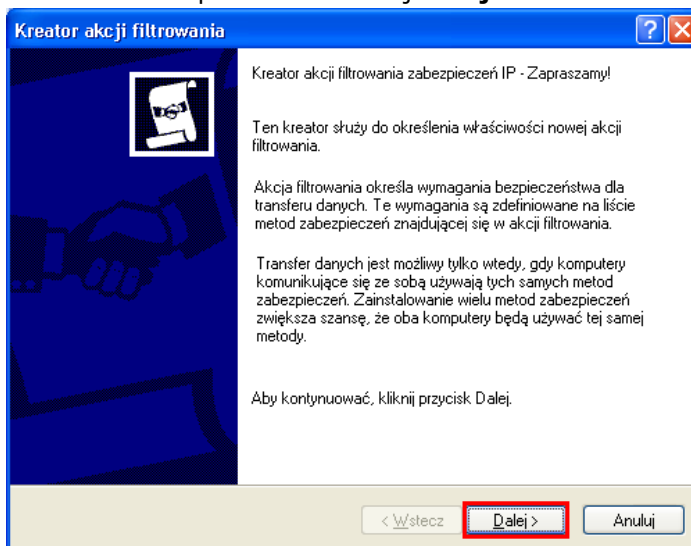 Kreator akcji filtrowania
Kreator akcji filtrowania zabezpieczeń IP - Zapraszamy!
Ten kreator służy do określenia właściwości nowej akcji
filtrowania.
Akcja filtrowania określa wymagania bezpieczeństwa dla
transferu danych. Te wymagania są zdefiniowane na liście
metod zabezpieczeń znajdującej się w akcji filtrowania.
Transfer danych jest możliwy tylko wtedy, gdy komputery
komunikujące się ze sobą używają tych samych metod
zabezpieczeń. Zainstalowanie wielu metod zabezpieczeń
zwiększa szansę, że oba komputery będą używać tej samej
metody.
Aby kontynuować, kliknij przycisk Dalej.
< Wstecz Dalej > Anuluj